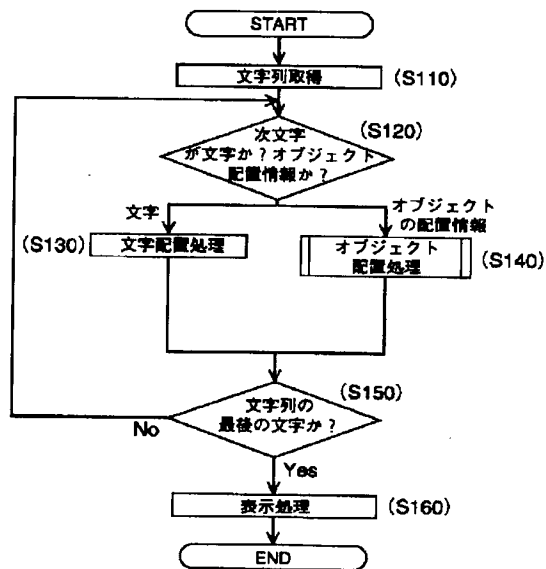 START
文字列取得
(S110)
(S120)
次文字
が文字か?オブジェクト
配置情報か?
文字
オブジェクト
の配置情報
(S130)
文字配置処理
オブジェクト
配置処理
(S140)
(S150)
文字列の
最後の文字か?
No
Yes
表示処理
(S160)
END